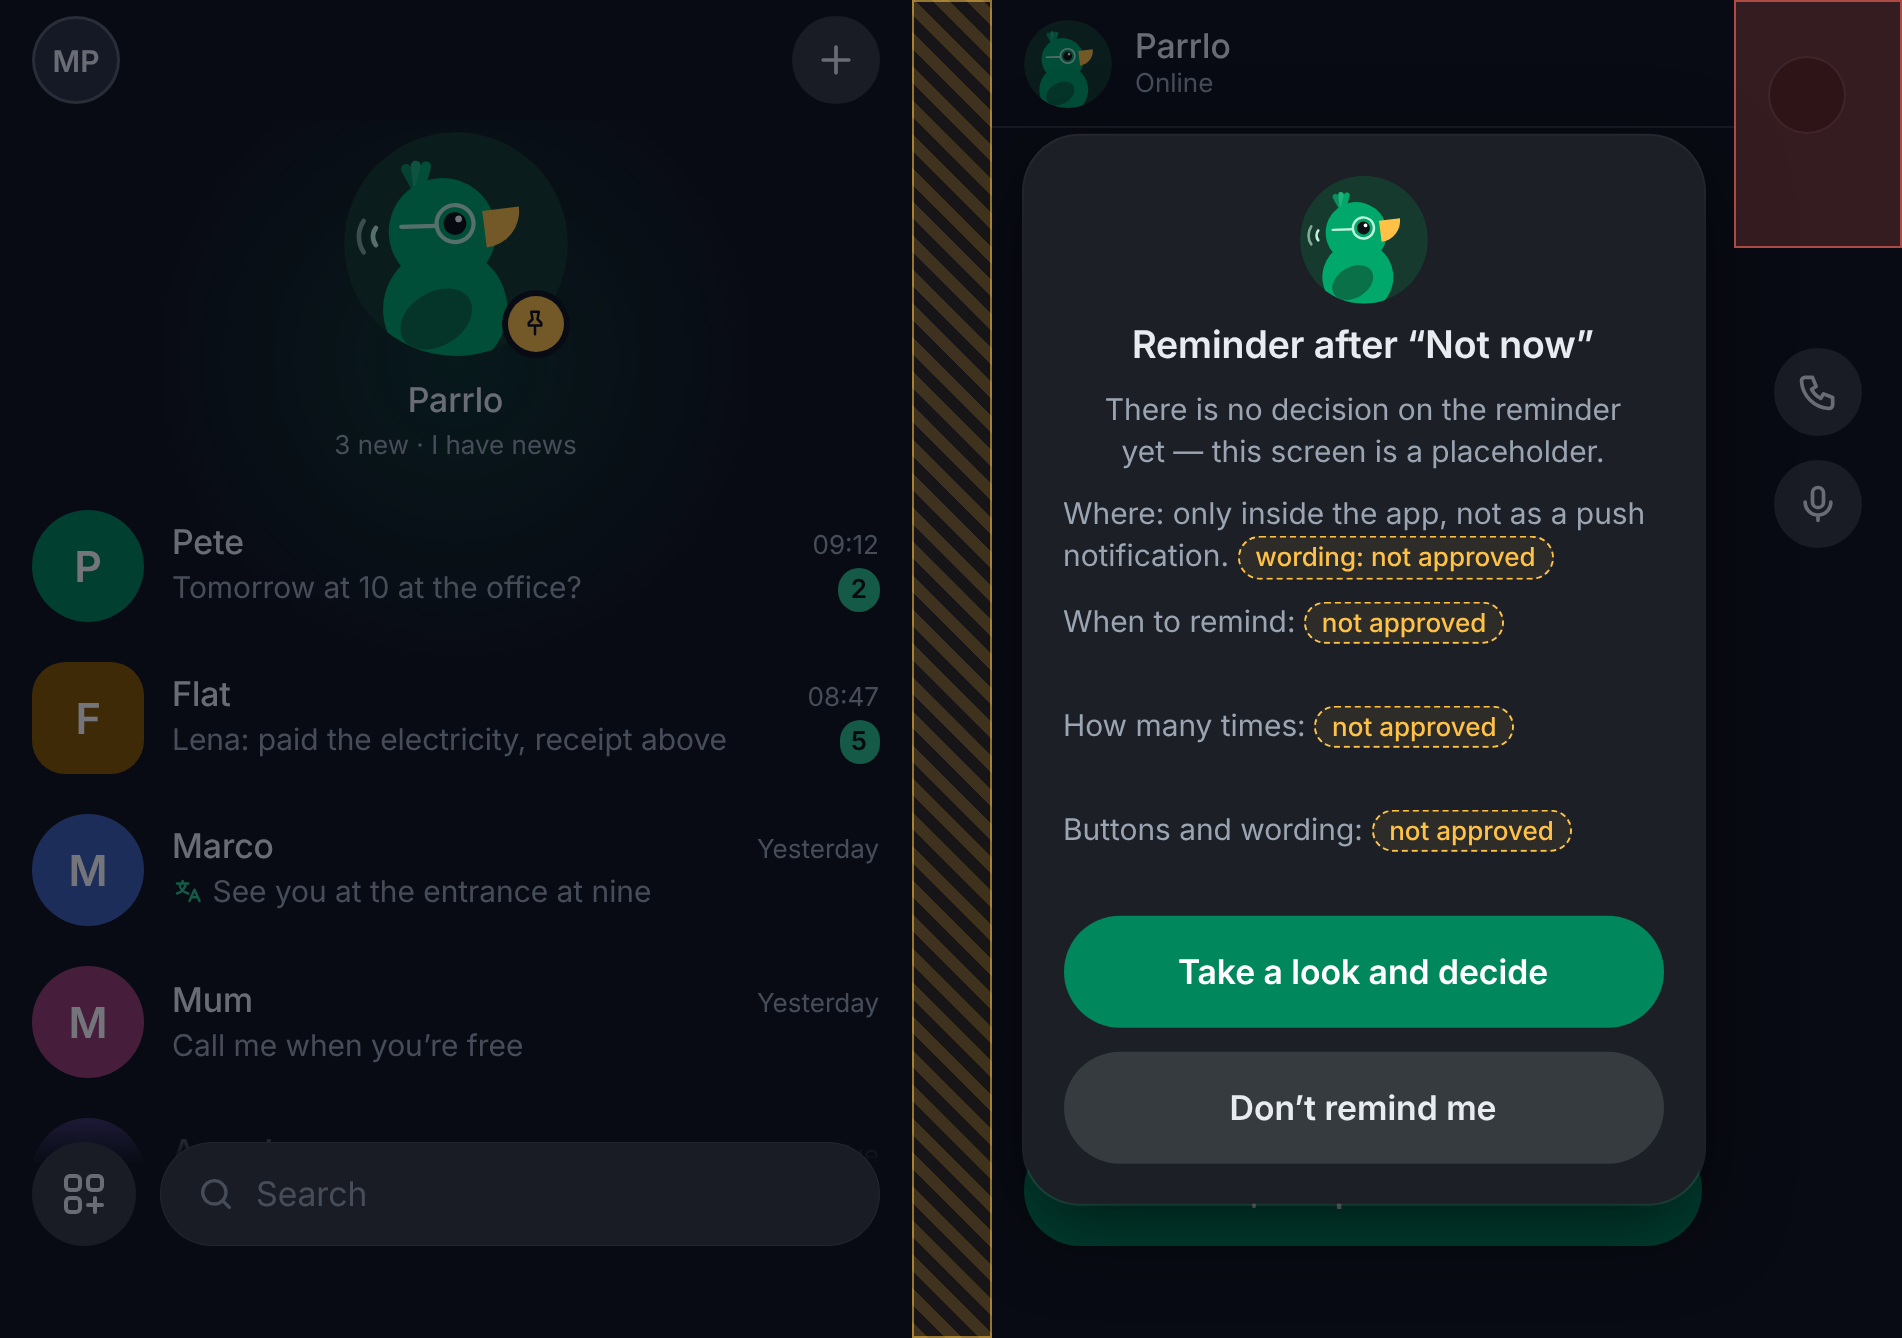 MP
Parrlo
3 new · I have news
Pete
09:12
Tomorrow at 10 at the office?
2
P
Flat
08:47
Lena: paid the electricity, receipt above
5
F
Marco
Yesterday
See you at the entrance at nine
M
Mum
Yesterday
Call me when you’re free
M
Search
Parrlo
Online
Reminder after “Not now”
There is no decision on the reminder
yet — this screen is a placeholder.
Where: only inside the app, not as a push
notification. wording: not approved
When to remind: not approved
How many times: not approved
Buttons and wording: not approved
Take a look and decide
Don’t remind me